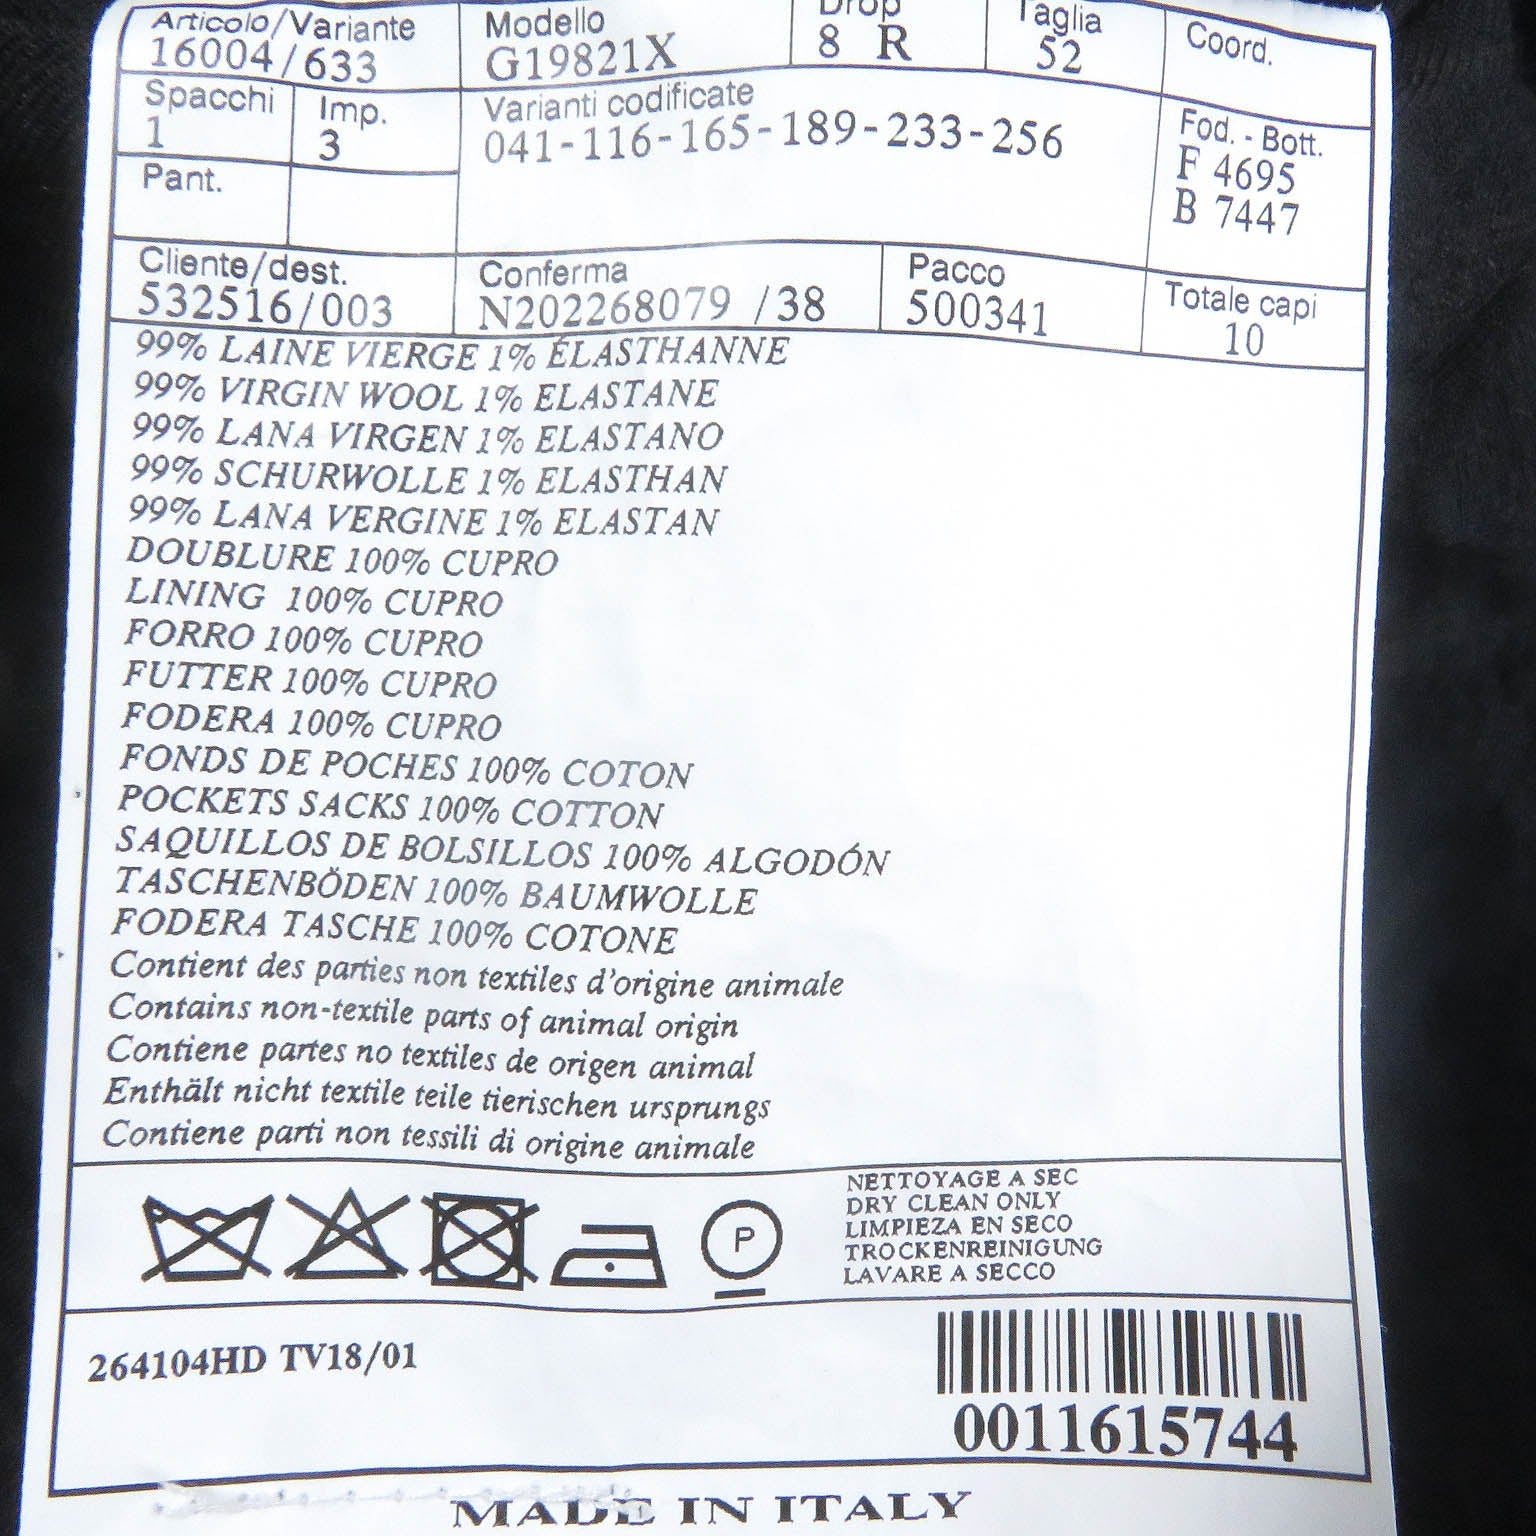 Articolo/Variante Modello Drop Taglia Coord.
16004/633 G19821X 8 R 52
Spacchi Imp. Varianti codificate Fod. - Bott.
1 3 041-116-165-189-233-256 F 4695
Pant. B 7447
Cliente/dest. Conferma Pacco Totale capi
532516/003 N202268079 /38 500341 10
99% LAINE VIERGE 1% ÉLASTHANNE
99% VIRGIN WOOL 1% ELASTANE
99% LANA VIRGEN 1% ELASTANO
99% SCHURWOLLE 1% ELASTHAN
99% LANA VERGINE 1% ELASTAN
DOUBLURE 100% CUPRO
LINING 100% CUPRO
FORRO 100% CUPRO
FUTTER 100% CUPRO
FODERA 100% CUPRO
FONDS DE POCHES 100% COTON
POCKETS SACKS 100% COTTON
SAQUILLOS DE BOLSILLOS 100% ALGODÓN
TASCHENBÖDEN 100% BAUMWOLLE
FODERA TASCHE 100% COTONE
Contient des parties non textiles d'origine animale
Contains non-textile parts of animal origin
Contiene partes no textiles de origen animal
Enthält nicht textile teile tierischen ursprungs
Contiene parti non tessili di origine animale
P
NETTOYAGE A SEC
DRY CLEAN ONLY
LIMPIEZA EN SECO
TROCKENREINIGUNG
LAVARE A SECCO
264104HD TV18/01
0011615744
MADE IN ITALY